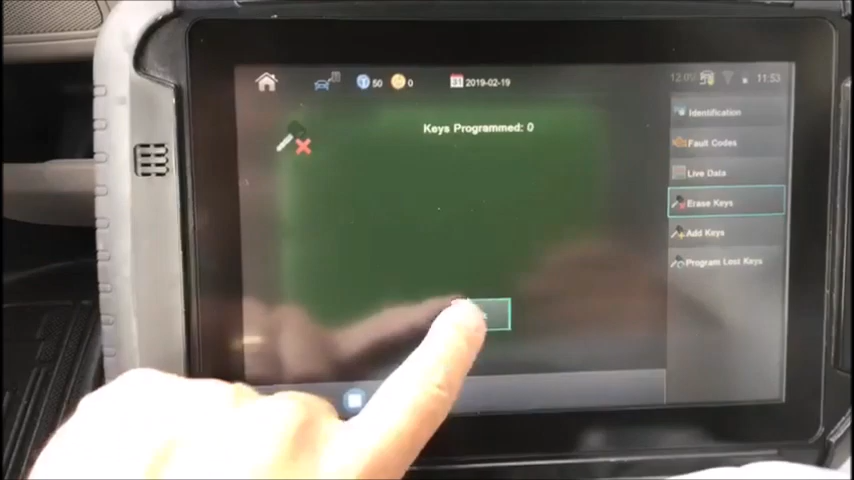 50
0
31
2019-02-19
11:53
Keys Programmed: 0
Identification
Fault Codes
Live Data
Erase Keys
Add Keys
Program Lost Keys